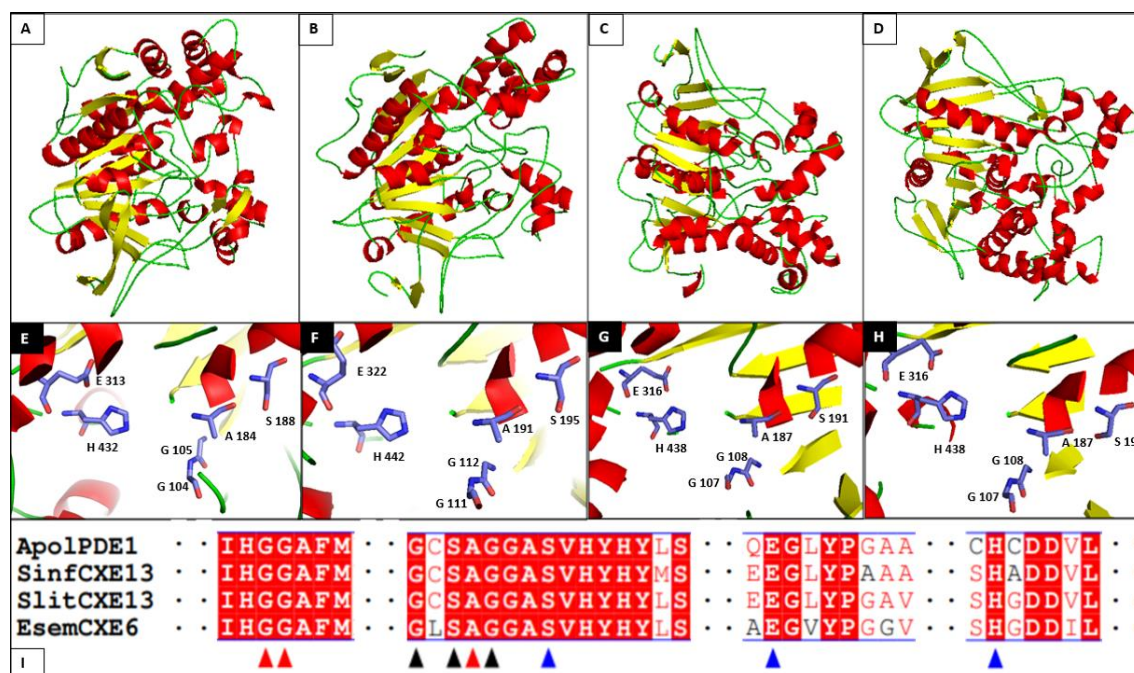 A
B
C
D
E
E 313
H 432
G 105
G 104
A 184
S 188
F
E 322
H 442
G 112
G 111
A 191
S 195
G
E 316
H 438
G 108
G 107
A 187
S 191
H
E 316
H 438
G 108
G 107
A 187
S 19
ApolPDE1 ·· IHGGAFM ·· GCSAGGASVHYHYLS ·· QEGLYPGAA ·· CHCDDVL ·
SinfCXE13 ·· IHGGAFM ·· GCSAGGASVHYHYMS ·· EEGLYPAAA ·· SHADDVL ·
SlitCXE13 ·· IHGGAFM ·· GCSAGGASVHYHYLS ·· EEGLYPGAV ·· SHGDDVL ·
EsemCXE6 ·· IHGGAFM ·· GLSAGGASVHYHYLS ·· AEGVYPGGV ·· SHGDDIL ·
I